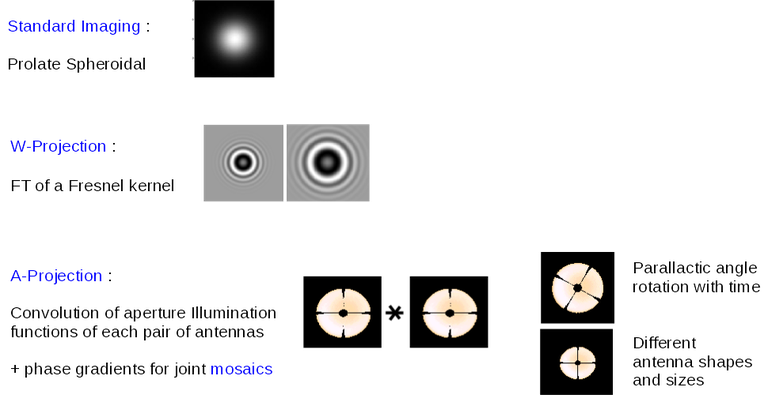 Standard Imaging :
Prolate Spheroidal
W-Projection :
FT of a Fresnel kernel
A-Projection :
Convolution of aperture Illumination
functions of each pair of antennas
+ phase gradients for joint mosaics
*
Parallactic angle
rotation with time
Different
antenna shapes
and sizes